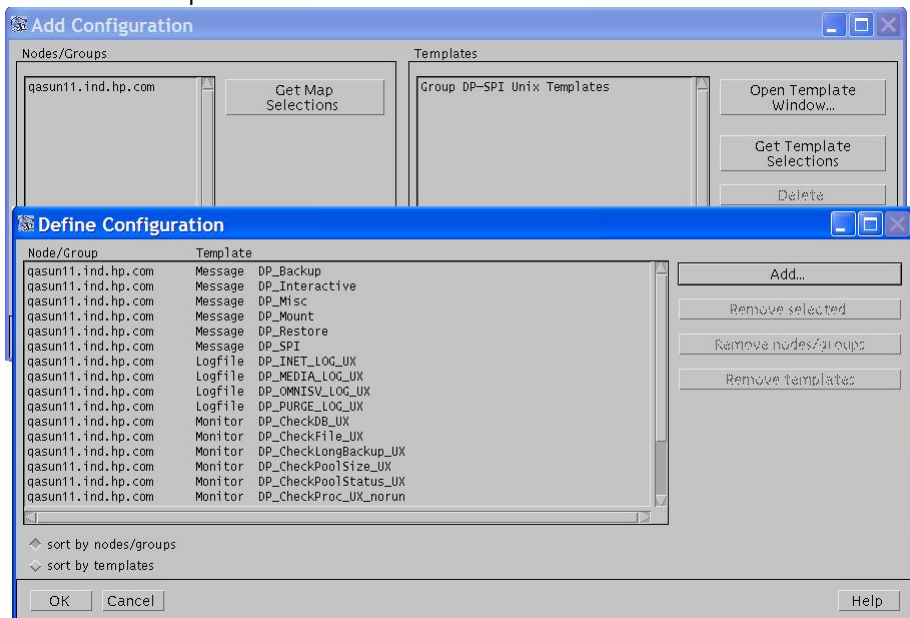 Add Configuration
Nodes/Groups
Templates
qasun11.ind.hp.com
Get Map
Selections
Group DP-SPI Unix Templates
Open Template
Window...
Get Template
Selections
Delete
Define Configuration
Node/Group Template
qasun11.ind.hp.com Message DP_Backup
qasun11.ind.hp.com Message DP_Interactive
qasun11.ind.hp.com Message DP_Misc
qasun11.ind.hp.com Message DP_Mount
qasun11.ind.hp.com Message DP_Restore
qasun11.ind.hp.com Message DP_SPI
qasun11.ind.hp.com Logfile DP_INET_LOG_UX
qasun11.ind.hp.com Logfile DP_MEDIA_LOG_UX
qasun11.ind.hp.com Logfile DP_OMNISV_LOG_UX
qasun11.ind.hp.com Logfile DP_PURGE_LOG_UX
qasun11.ind.hp.com Monitor DP_CheckDB_UX
qasun11.ind.hp.com Monitor DP_CheckFile_UX
qasun11.ind.hp.com Monitor DP_CheckLongBackup_UX
qasun11.ind.hp.com Monitor DP_CheckPoolSize_UX
qasun11.ind.hp.com Monitor DP_CheckPoolStatus_UX
qasun11.ind.hp.com Monitor DP_CheckProc_UX_norun
Add...
Remove selected
Remove nodes/groups
Remove templates
sort by nodes/groups
sort by templates
OK Cancel Help